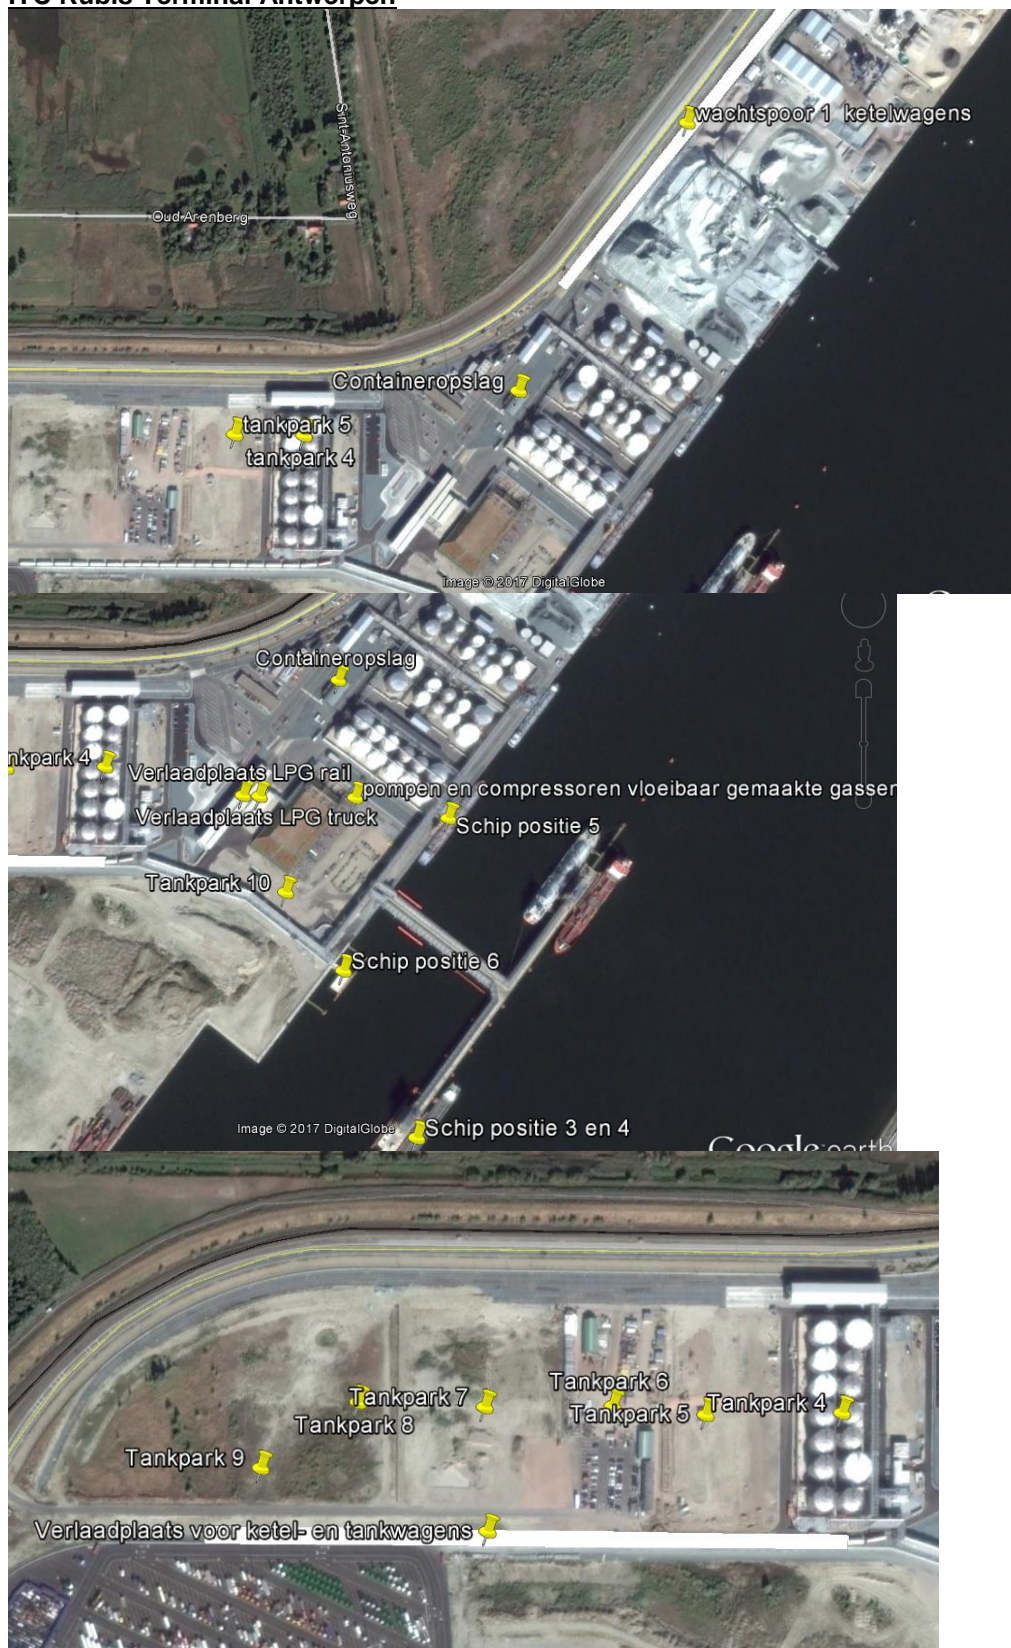 ITC Rubis Terminal Antwerpen
wachtspoor 1 ketelwagens
Sint-Antoniusweg
Oud Arenberg
Containeropslag
tankpark 5
tankpark 4
Image © 2017 DigitalGlobe
Containeropslag
nkpark 4
Verlaadplaats LPG rail
pompen en compressoren vloeibaar gemaakte gassen
Verlaadplaats LPG truck
Schip positie 5
Tankpark 10
Schip positie 6
Image © 2017 DigitalGlobe
Schip positie 3 en 4
Google earth
Tankpark 6
Tankpark 7
Tankpark 5
Tankpark 4
Tankpark 8
Tankpark 9
Verlaadplaats voor ketel- en tankwagens